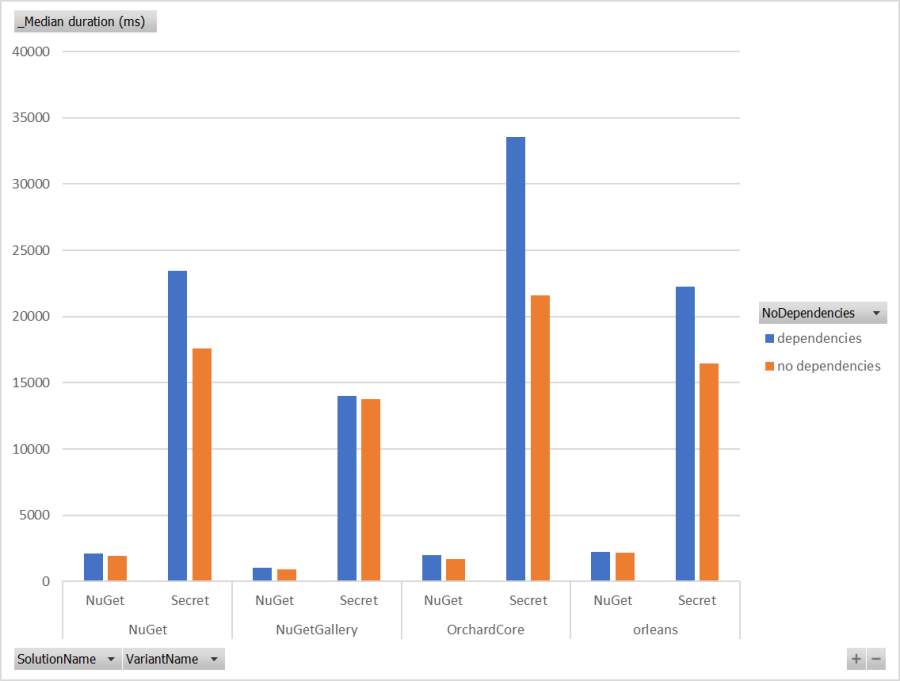 _Median duration (ms)
40000
35000
30000
25000
20000
15000
10000
5000
0
NoDependencies
dependencies
no dependencies
NuGet Secret NuGet Secret NuGet Secret NuGet Secret
NuGet NuGetGallery OrchardCore orleans
SolutionName VariantName